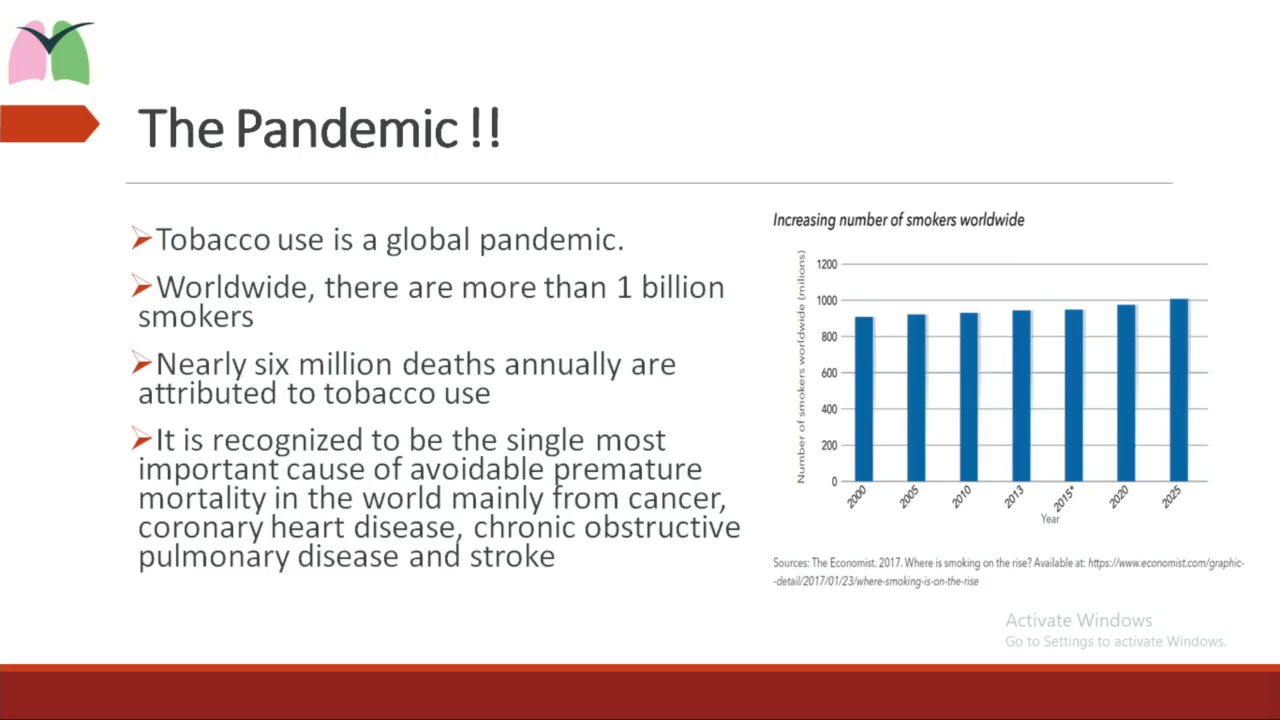 The Pandemic !!
Tobacco use is a global pandemic.
Worldwide, there are more than 1 billion
smokers
Nearly six million deaths annually are
attributed to tobacco use
It is recognized to be the single most
important cause of avoidable premature
mortality in the world mainly from cancer,
coronary heart disease, chronic obstructive
pulmonary disease and stroke
Increasing number of smokers worldwide
Number of smokers worldwide (milions)
1200
1000
800
600
400
200
0
2000
2005
2010
2013
2015*
2020
2025
Year
Sources: The Economist. 2017. Where is smoking on the rise? Available at: https://www.economist.com/graphic-
-detail/2017/01/23/where-smoking-is-on-the-rise
Activate Windows
Go to Settings to activate Windows.